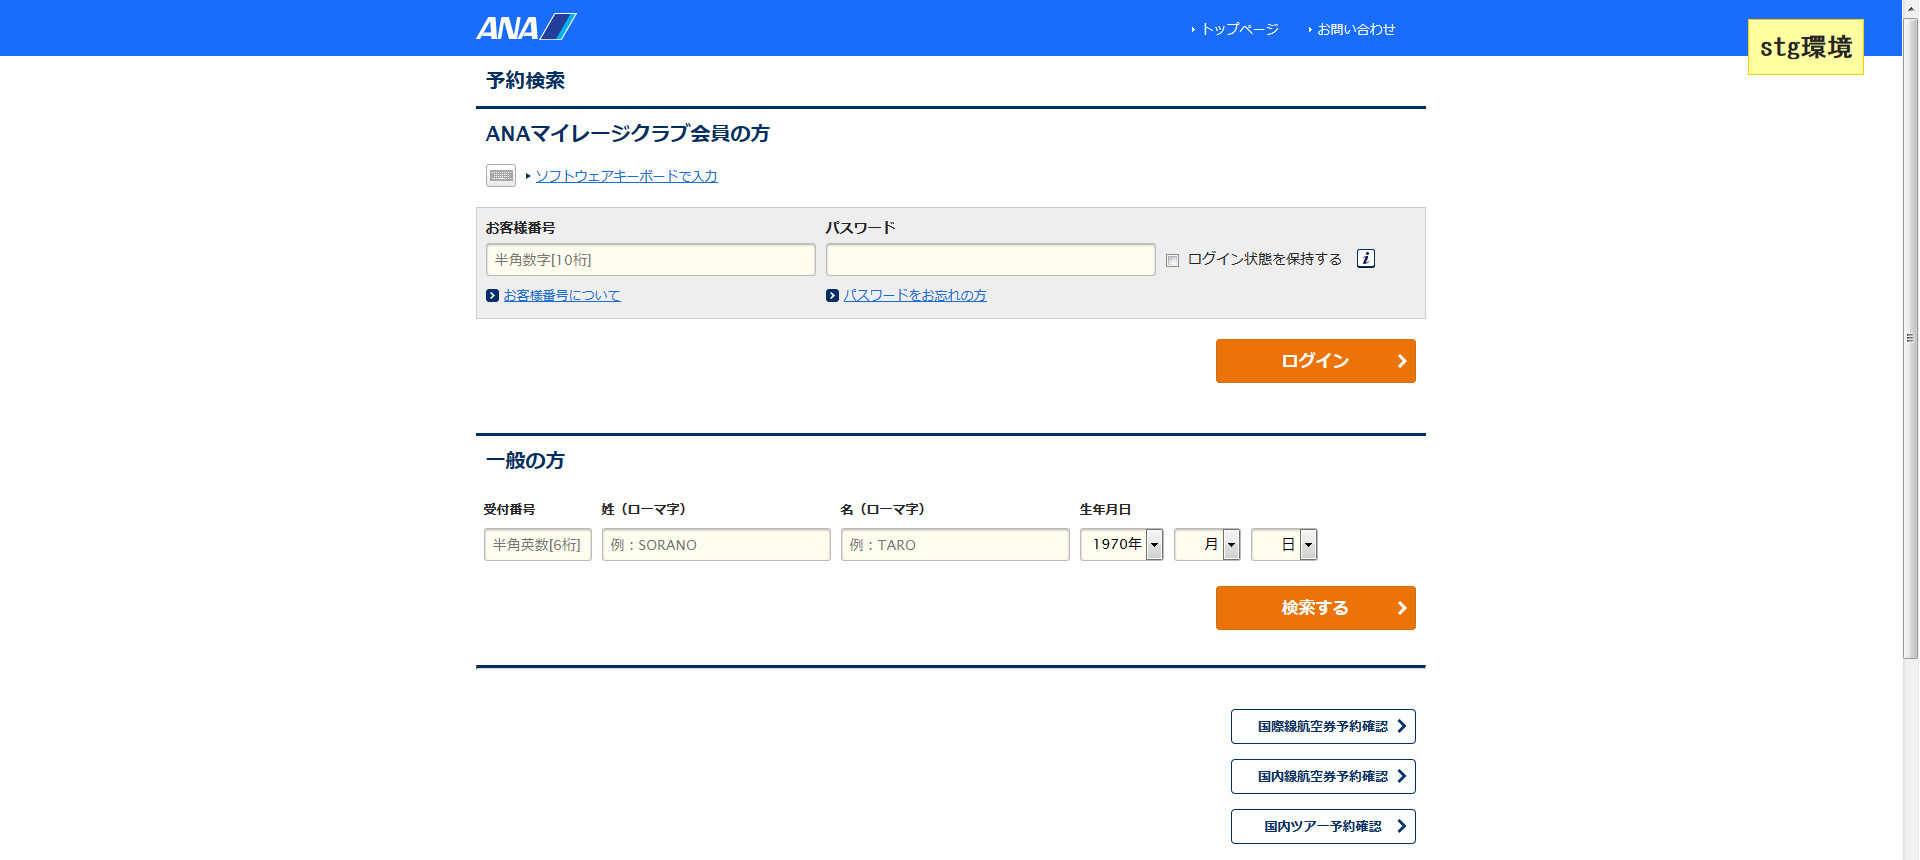 ANA
トップページ お問い合わせ
stg環境
予約検索
ANAマイレージクラブ会員の方
ソフトウェアキーボードで入力
お客様番号 パスワード
半角数字[10桁] ログイン状態を保持する i
お客様番号について パスワードをお忘れの方
ログイン
一般の方
受付番号 姓（ローマ字） 名（ローマ字） 生年月日
半角英数[6桁] 例：SORANO 例：TARO 1970年 月 日
検索する
国際線航空券予約確認
国内線航空券予約確認
国内ツアー予約確認